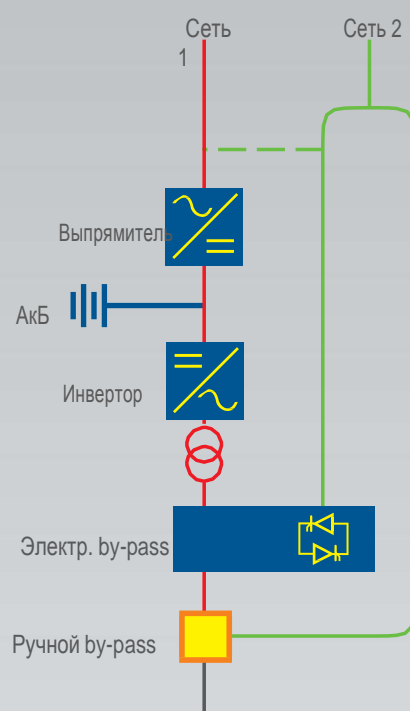 Сеть
1
Сеть 2
Выпрямитель
АкБ
Инвертор
Электр. by-pass
Ручной by-pass